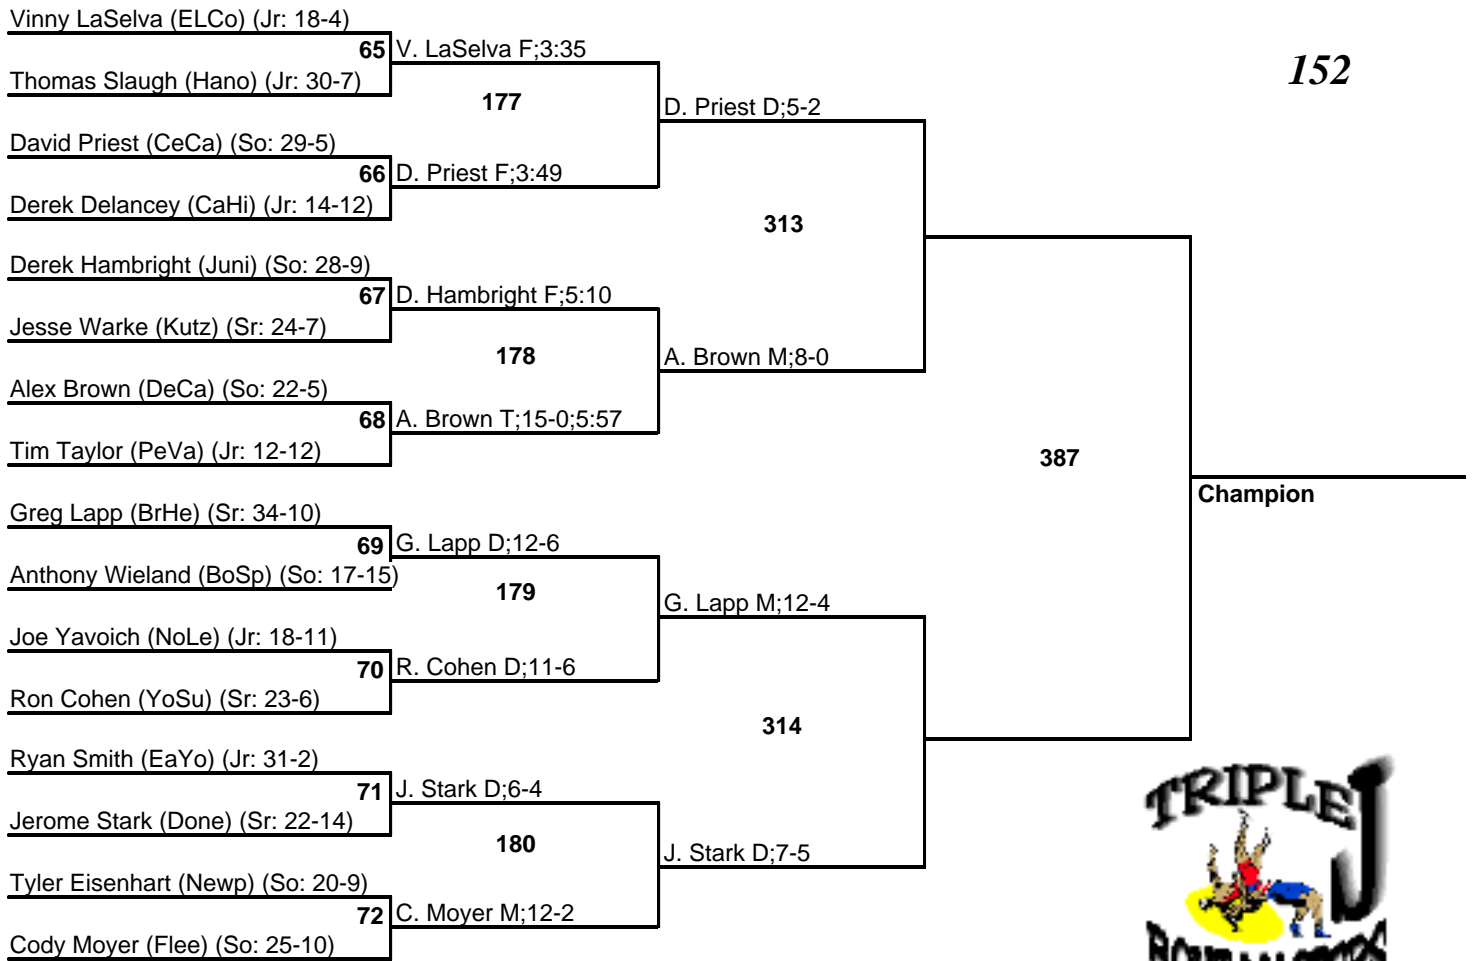 Vinny LaSelva (ELCo) (Jr: 18-4)
65 V. LaSelva F;3:35
152
Thomas Slaugh (Hano) (Jr: 30-7)
177
D. Priest D;5-2
David Priest (CeCa) (So: 29-5)
66 D. Priest F;3:49
Derek Delancey (CaHi) (Jr: 14-12)
313
Derek Hambright (Juni) (So: 28-9)
67 D. Hambright F;5:10
Jesse Warke (Kutz) (Sr: 24-7)
178
A. Brown M;8-0
Alex Brown (DeCa) (So: 22-5)
68 A. Brown T;15-0;5:57
Tim Taylor (PeVa) (Jr: 12-12)
387
Champion
Greg Lapp (BrHe) (Sr: 34-10)
69 G. Lapp D;12-6
Anthony Wieland (BoSp) (So: 17-15)
179
G. Lapp M;12-4
Joe Yavoich (NoLe) (Jr: 18-11)
70 R. Cohen D;11-6
Ron Cohen (YoSu) (Sr: 23-6)
314
Ryan Smith (EaYo) (Jr: 31-2)
71 J. Stark D;6-4
Jerome Stark (Done) (Sr: 22-14)
180
J. Stark D;7-5
Tyler Eisenhart (Newp) (So: 20-9)
72 C. Moyer M;12-2
Cody Moyer (Flee) (So: 25-10)
TRIPLE J